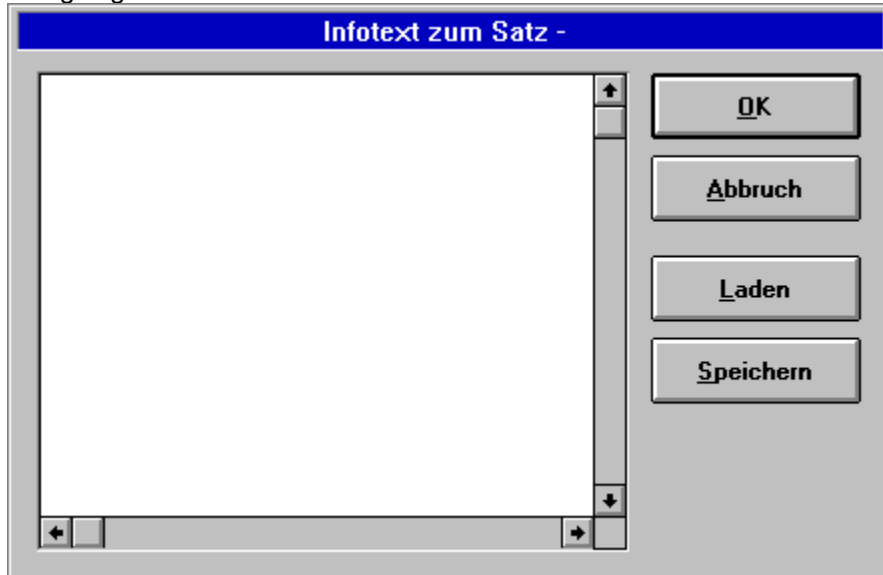 Infotext zum Satz -
OK
Abbruch
Laden
Speichern